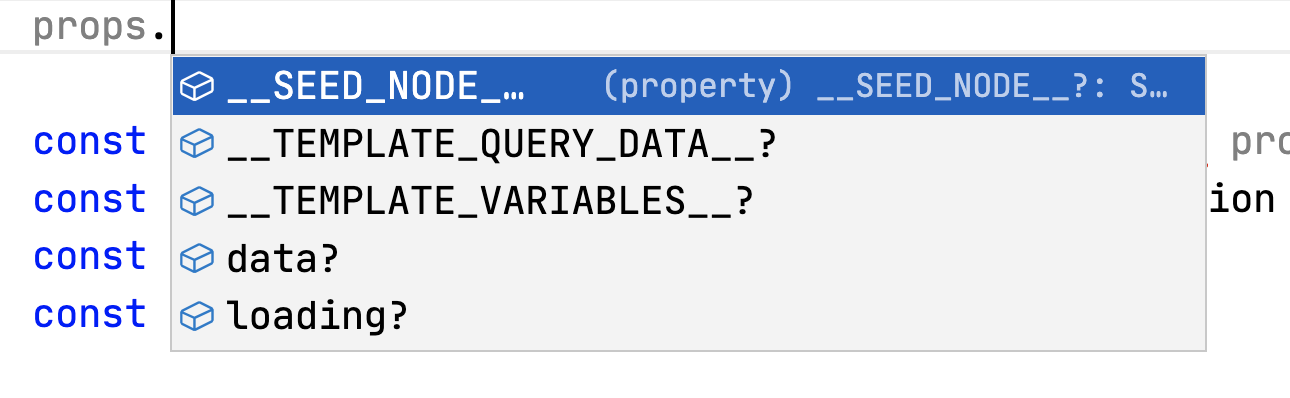 props.
__SEED_NODE_… (property) __SEED_NODE__?: S…
const __TEMPLATE_QUERY_DATA__? pro
const __TEMPLATE_VARIABLES__? ion
const data?
const loading?